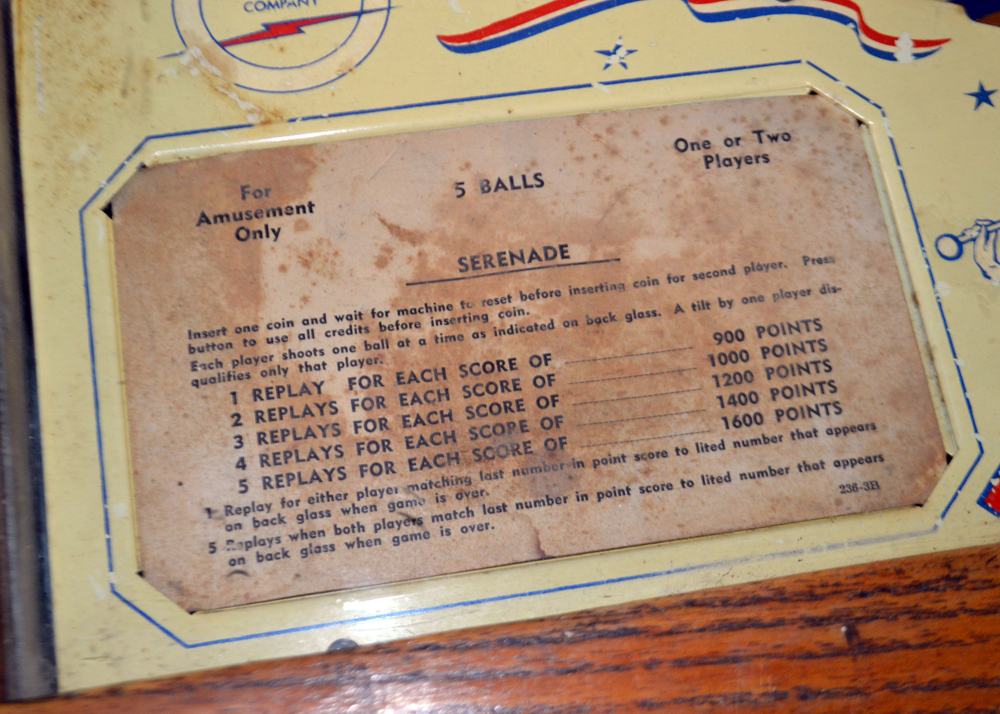 COMPANY
For
Amusement
Only
5 BALLS
One or Two
Players
SERENADE
Insert one coin and wait for machine to reset before inserting coin for second player. Press
button to use all credits before inserting coin.
Each player shoots one ball at a time as indicated on back glass. A tilt by one player dis-
qualifies only that player.
1 REPLAY FOR EACH SCORE OF 900 POINTS
2 REPLAYS FOR EACH SCORE OF 1000 POINTS
3 REPLAYS FOR EACH SCORE OF 1200 POINTS
4 REPLAYS FOR EACH SCORE OF 1400 POINTS
5 REPLAYS FOR EACH SCORE OF 1600 POINTS
1 Replay for either player matching last number in point score to lited number that appears
on back glass when game is over.
5 Replays when both players match last number in point score to lited number that appears
on back glass when game is over.
236-3B